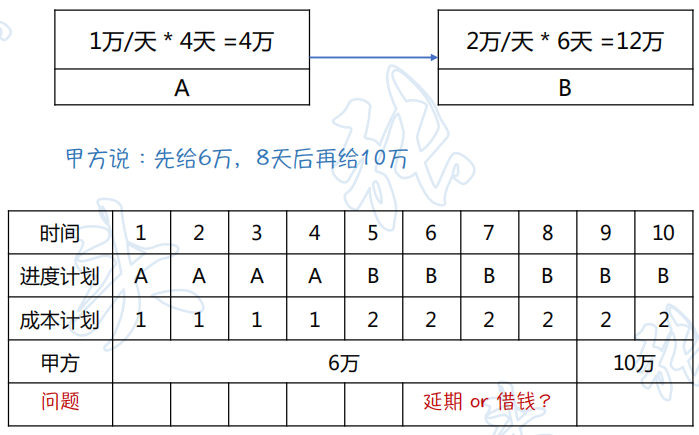 1万/天 * 4天 =4万
A
2万/天 * 6天 =12万
B
甲方说：先给6万，8天后再给10万
时间 1 2 3 4 5 6 7 8 9 10
进度计划 A A A A B B B B B B
成本计划 1 1 1 1 2 2 2 2 2 2
甲方 6万 10万
问题 延期 or 借钱？